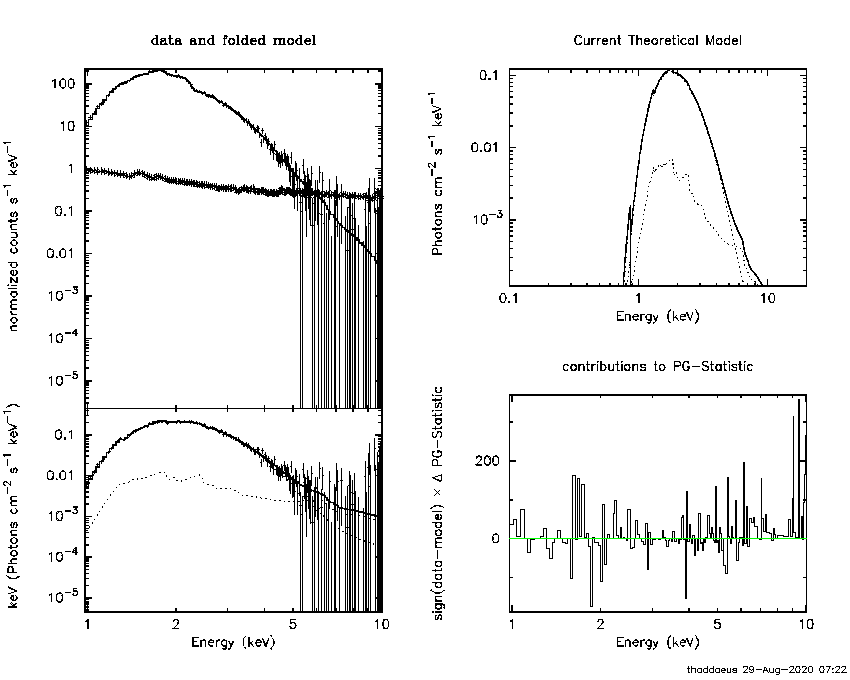 data and folded model
normalized counts s⁻¹ keV⁻¹
100
10
1
0.1
0.01
10⁻³
10⁻⁴
10⁻⁵
keV (Photons cm⁻² s⁻¹ keV⁻¹)
0.1
0.01
10⁻³
10⁻⁴
10⁻⁵
1 2 5 10
Energy (keV)
Current Theoretical Model
Photons cm⁻² s⁻¹ keV⁻¹
0.1
0.01
10⁻³
0.1 1 10
Energy (keV)
contributions to PG-Statistic
sign(data-model) × Δ PG-Statistic
200
0
1 2 5 10
Energy (keV)
thaddaeus 29-Aug-2020 07:22